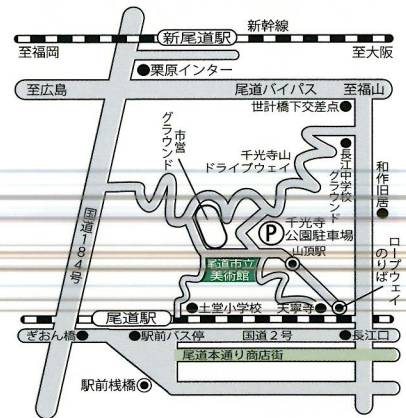 新幹線
新尾道駅
至福岡
至大阪
栗原インター
至広島
尾道バイパス
至福山
世計橋下交差点
市営
グラウンド
千光寺山
ドライブウェイ
長江中学校
グラウンド
和作旧居
国道184号
P
千光寺
公園駐車場
山頂駅
ロープウェイ
のりば
尾道市立
美術館
土堂小学校
天寧寺
尾道駅
ぎおん橋
駅前バス停
国道2号
長江口
尾道本通り商店街
駅前桟橋